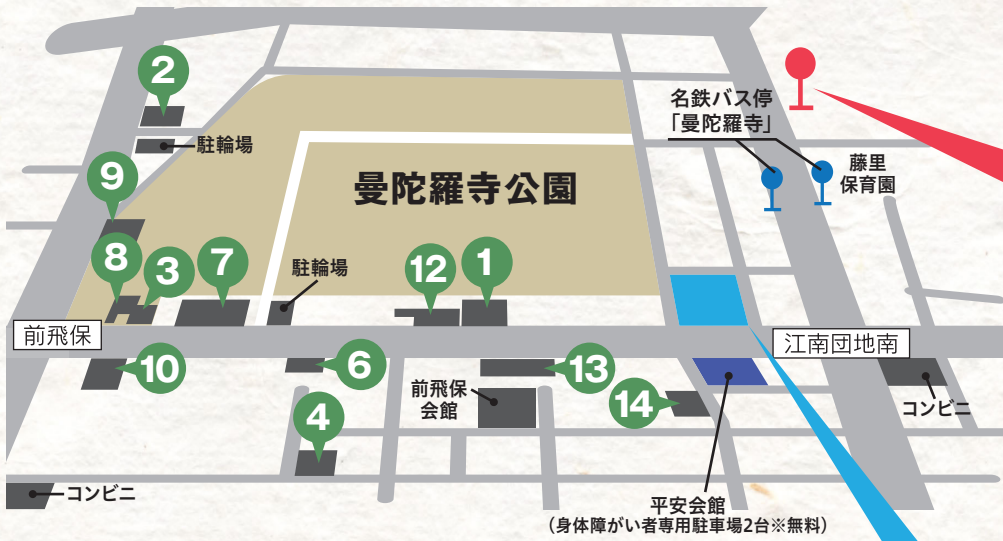 2
名鉄バス停
「曼陀羅寺」
駐輪場
藤里
保育園
9
曼陀羅寺公園
8
3
7
駐輪場
12
1
前飛保
江南団地南
10
6
13
前飛保
会館
14
コンビニ
4
コンビニ
平安会館
（身体障がい者専用駐車場2台※無料）